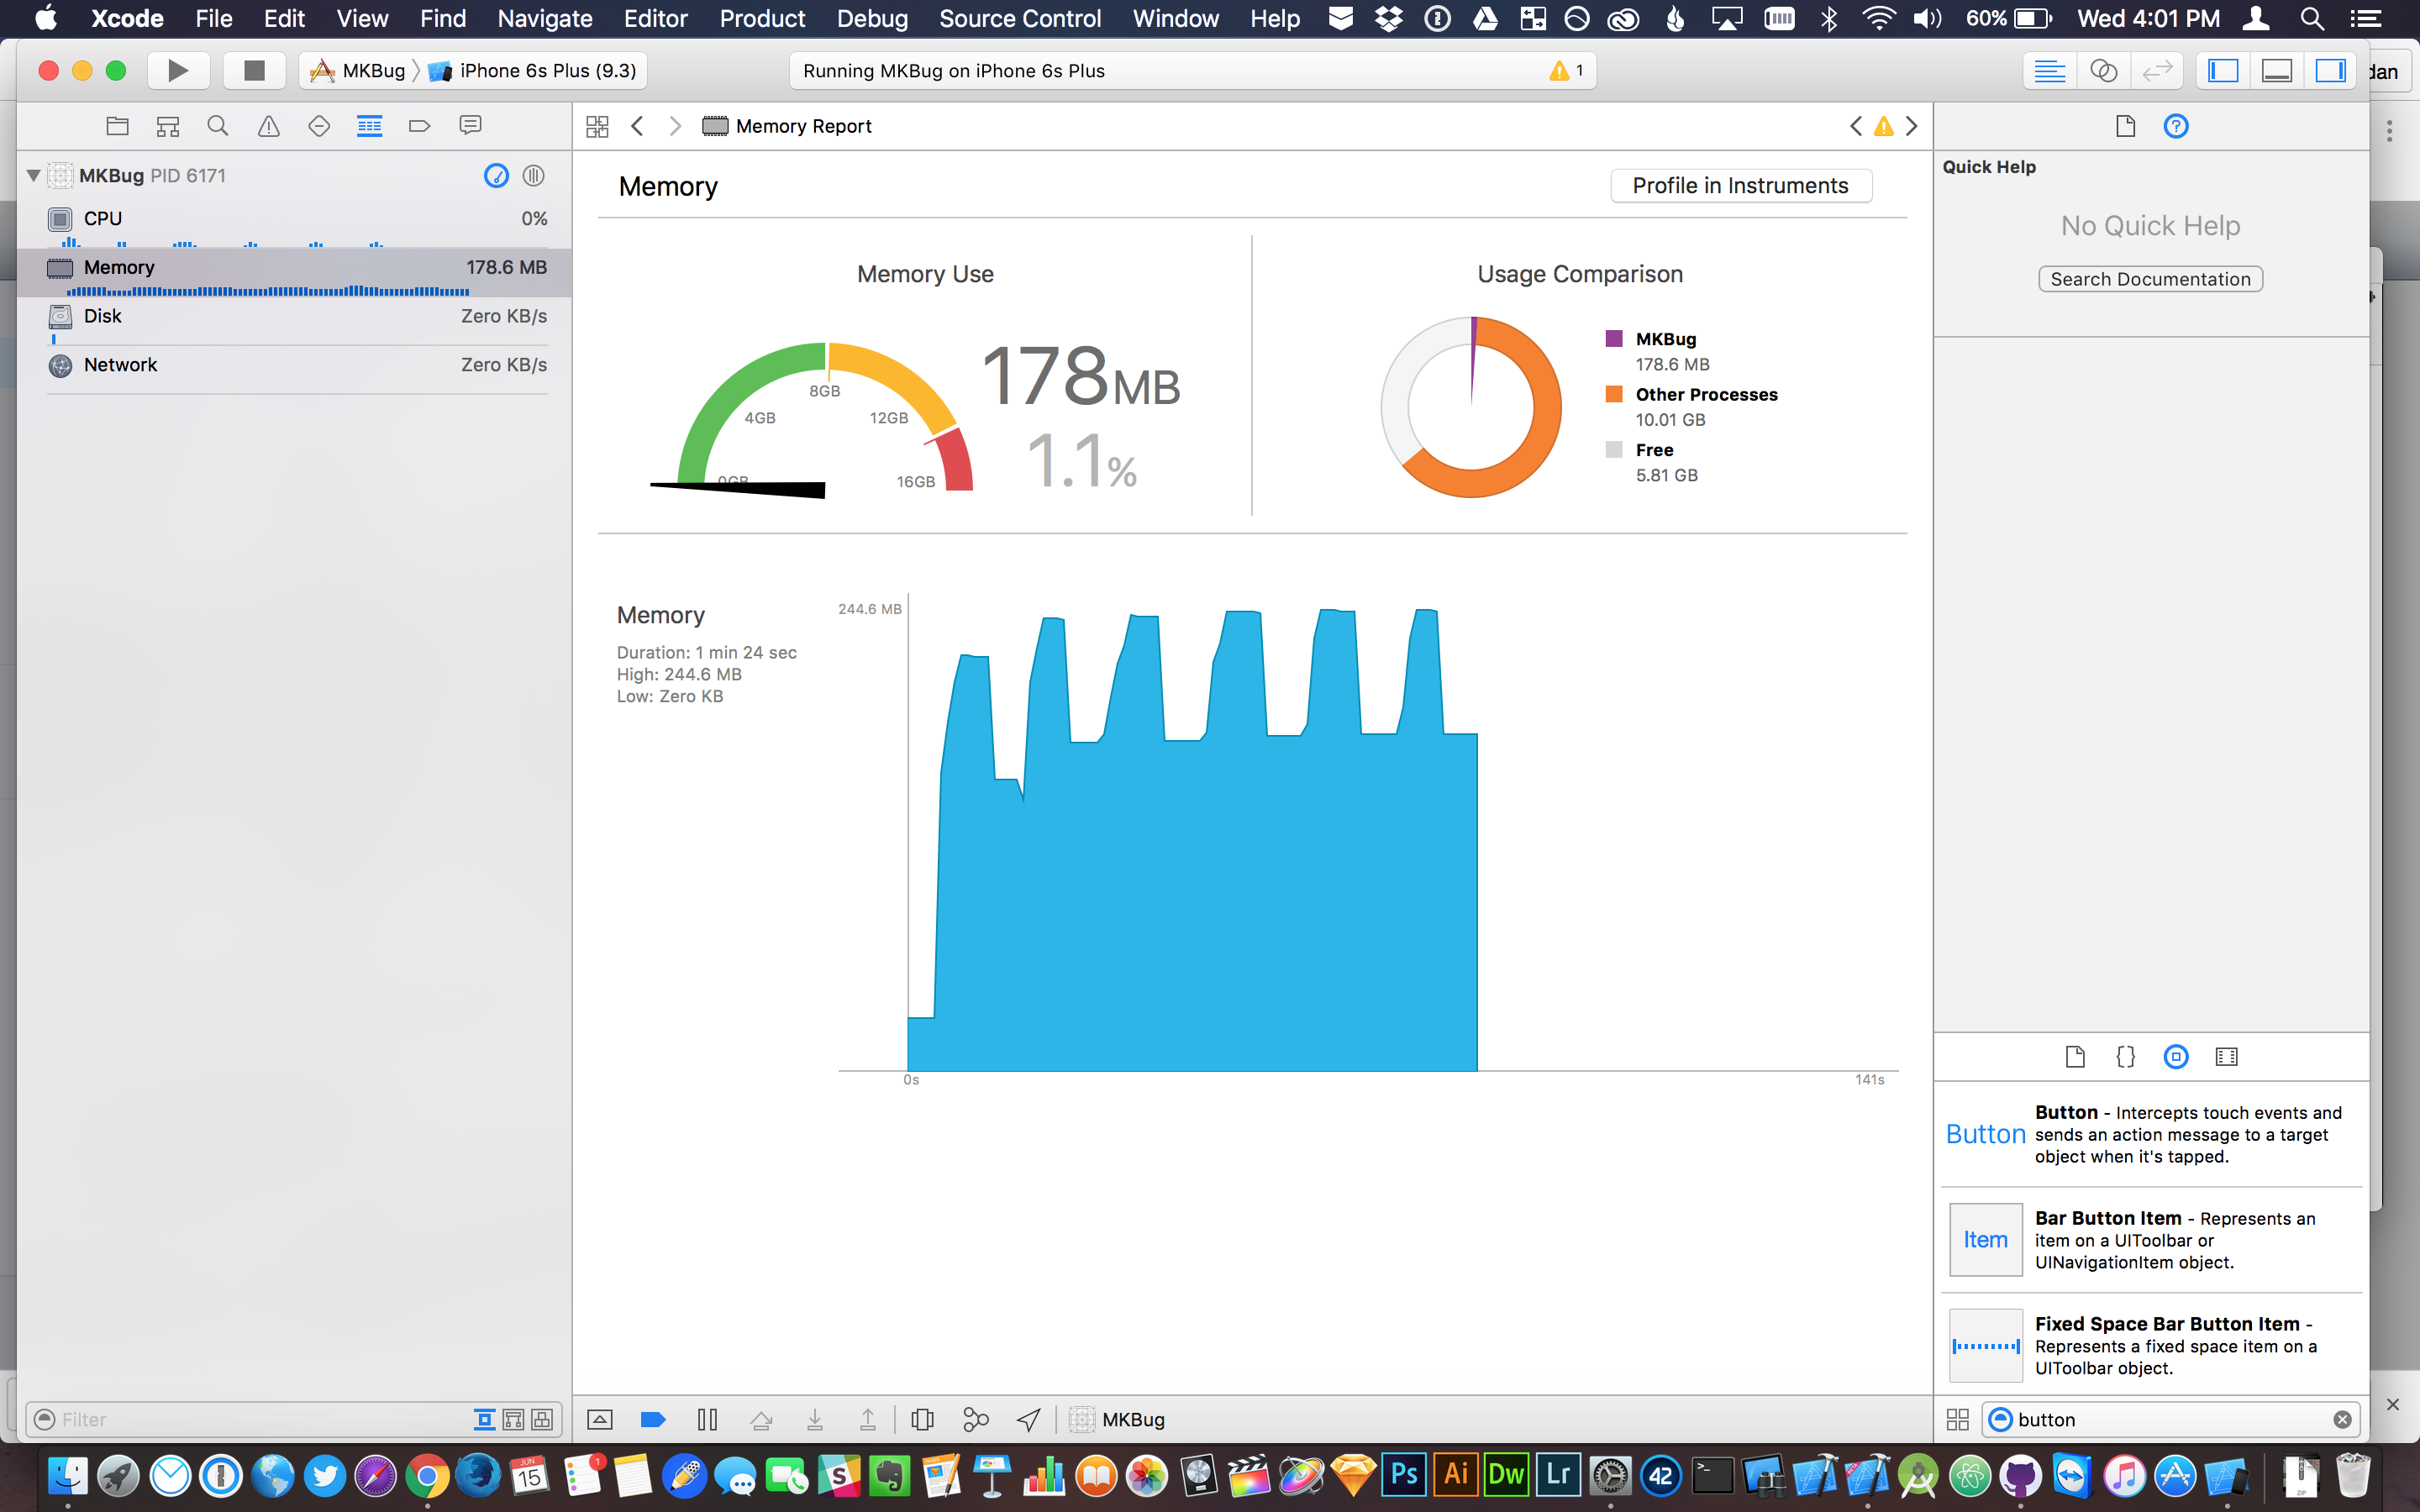 Xcode File Edit View Find Navigate Editor Product Debug Source Control Window Help 60% Wed 4:01 PM
MKBug iPhone 6s Plus (9.3)
Running MKBug on iPhone 6s Plus
1
dan
Memory Report
MKBug PID 6171
CPU 0%
Memory 178.6 MB
Disk Zero KB/s
Network Zero KB/s
Memory
Profile in Instruments
Memory Use
0GB
4GB
8GB
12GB
16GB
178MB
1.1%
Usage Comparison
MKBug
178.6 MB
Other Processes
10.01 GB
Free
5.81 GB
Memory
Duration: 1 min 24 sec
High: 244.6 MB
Low: Zero KB
244.6 MB
0s
141s
Quick Help
No Quick Help
Search Documentation
{}
Button
Button - Intercepts touch events and
sends an action message to a target
object when it's tapped.
Item
Bar Button Item - Represents an
item on a UIToolbar or
UINavigationItem object.
Fixed Space Bar Button Item -
Represents a fixed space item on a
UIToolbar object.
Filter
MKBug
button
JUN
15
1
Ps
Ai
Dw
Lr
42
ZIP